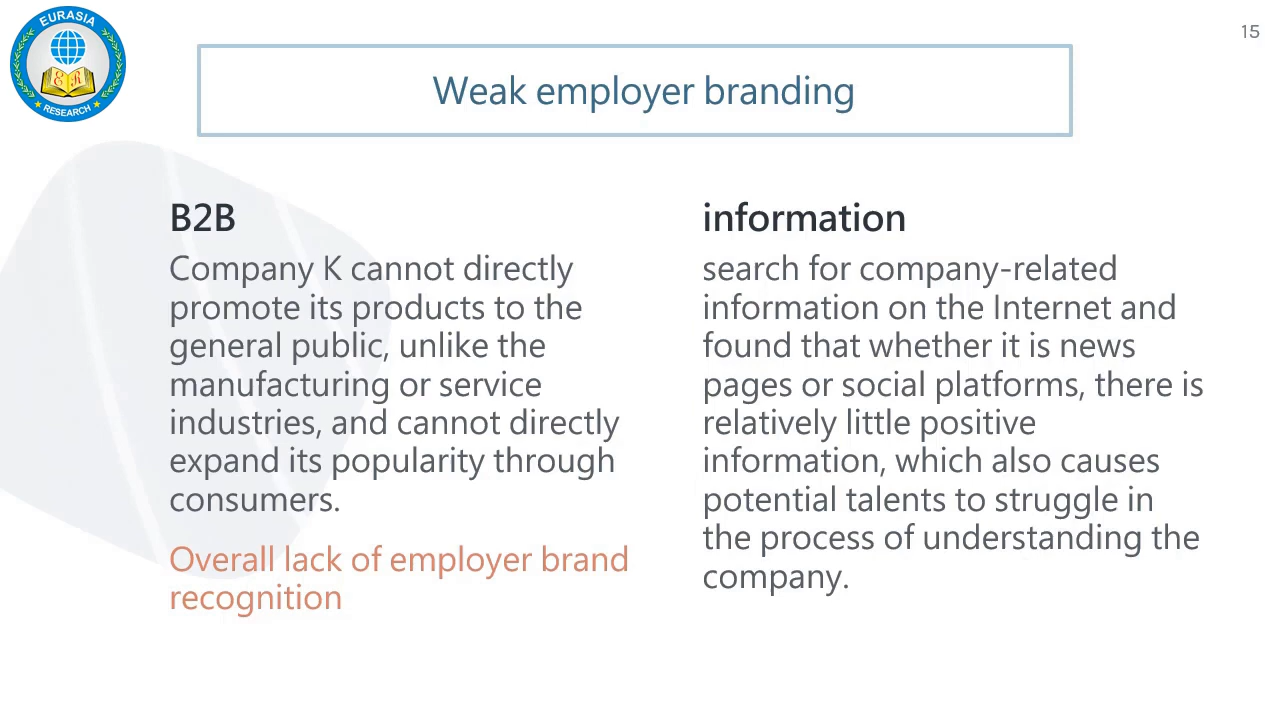 EURASIA
E R
RESEARCH
15
Weak employer branding
B2B
Company K cannot directly
promote its products to the
general public, unlike the
manufacturing or service
industries, and cannot directly
expand its popularity through
consumers.
Overall lack of employer brand
recognition
information
search for company-related
information on the Internet and
found that whether it is news
pages or social platforms, there is
relatively little positive
information, which also causes
potential talents to struggle in
the process of understanding the
company.